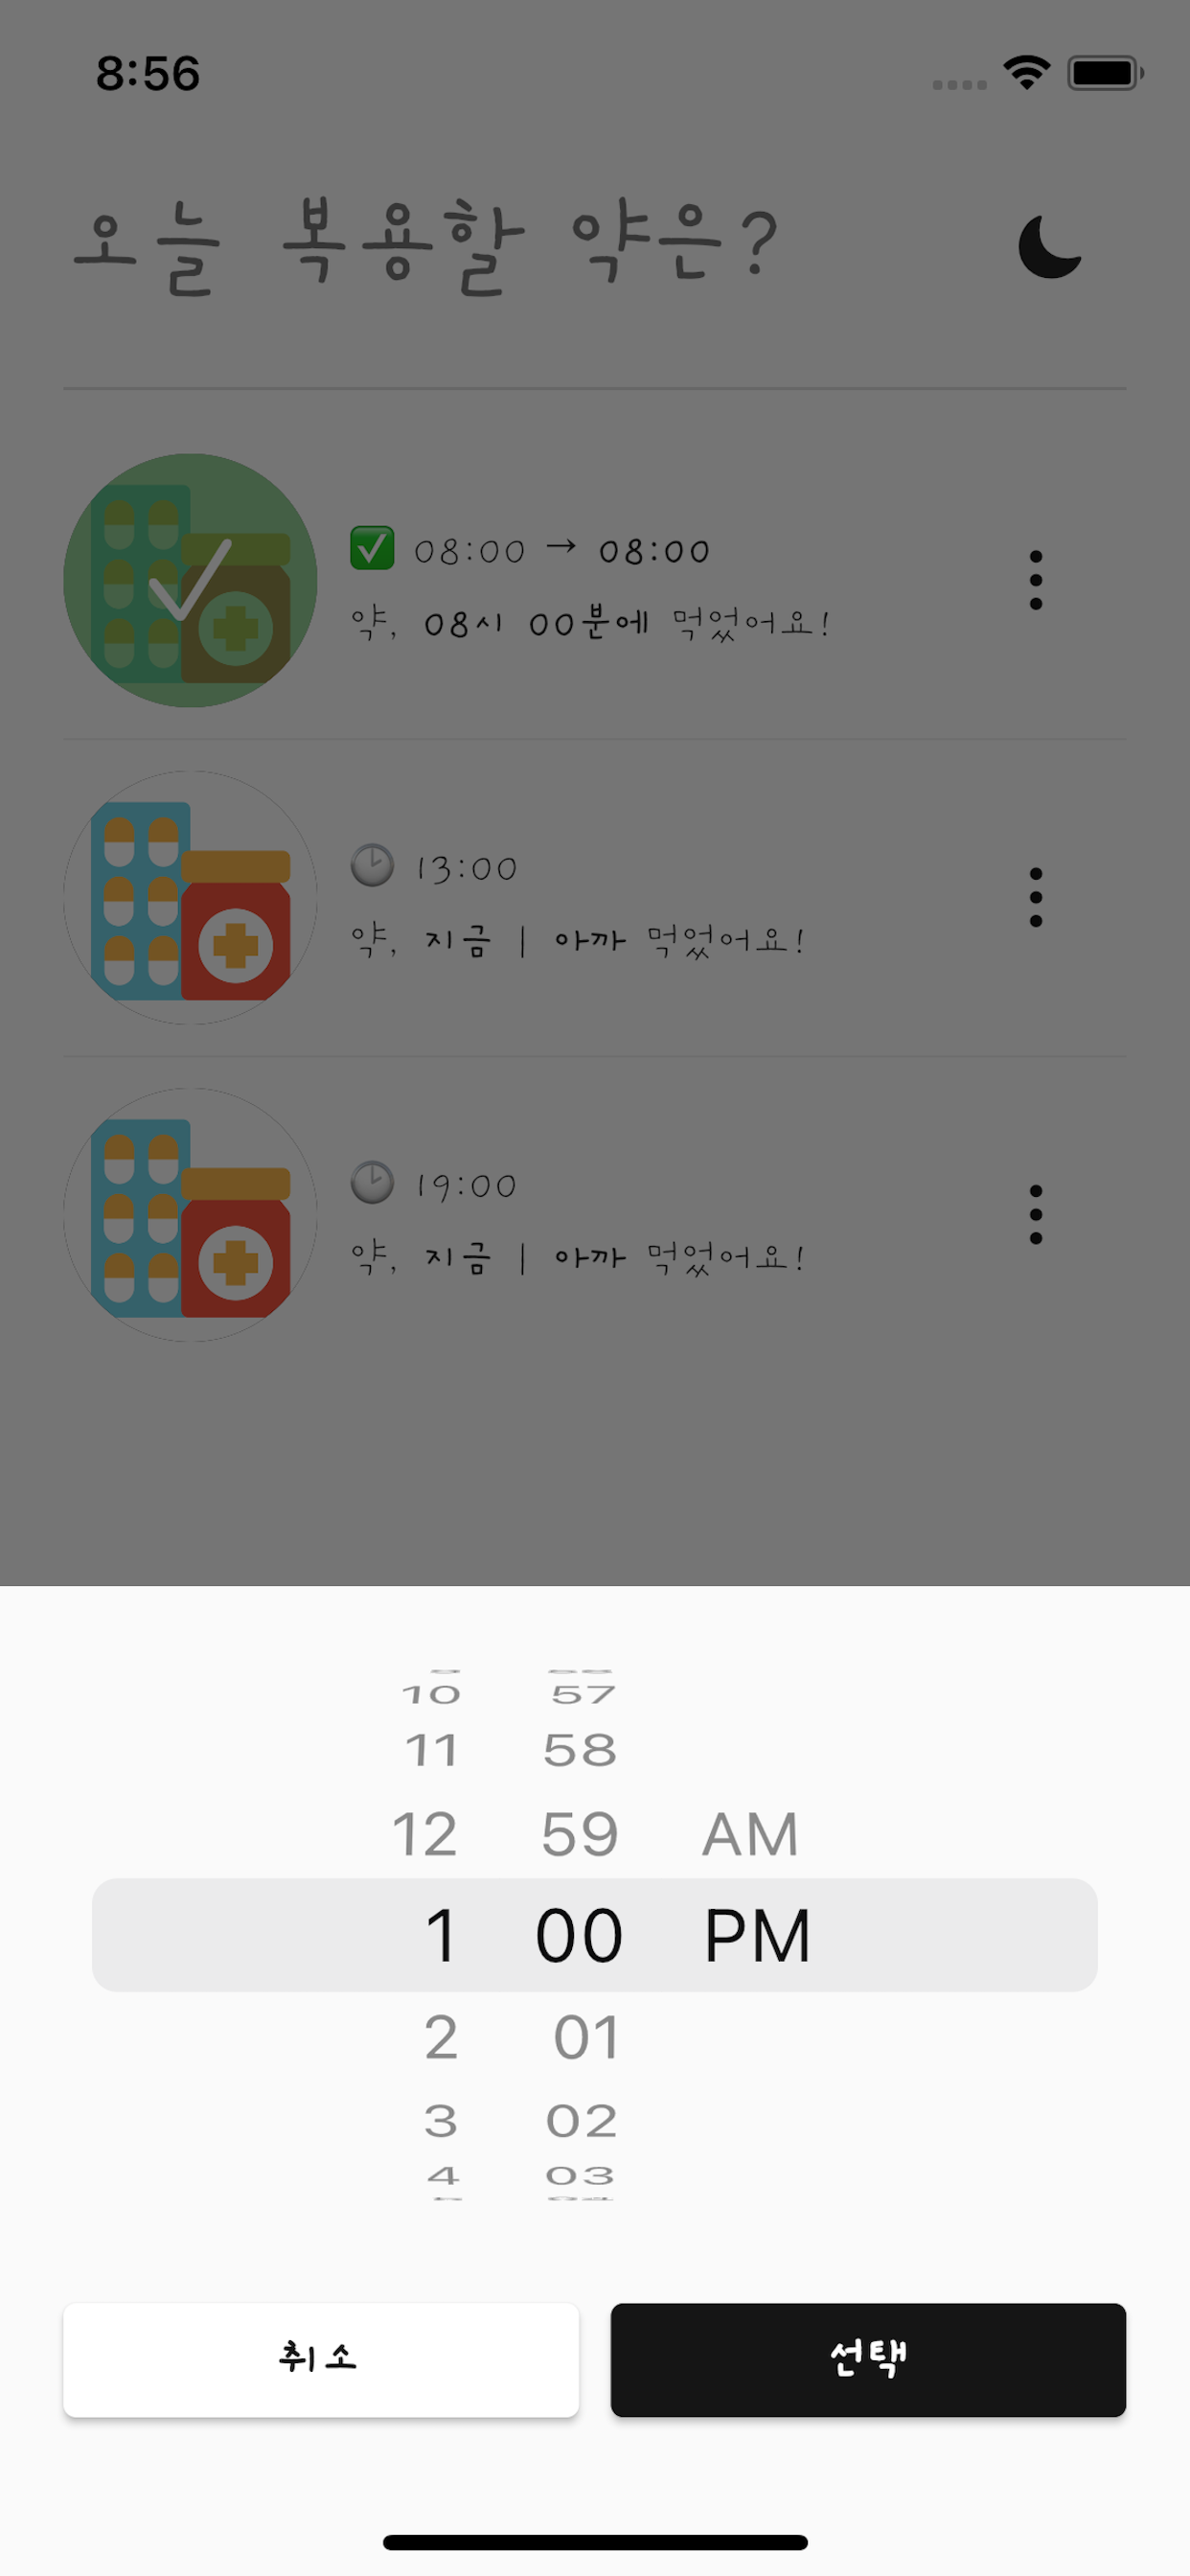 8:56
오늘 복용할 약은?
✅ 08:00 → 08:00
약, 08시 00분에 먹었어요!
🕑 13:00
약, 지금 | 아까 먹었어요!
🕑 19:00
약, 지금 | 아까 먹었어요!
10 57
11 58
12 59 AM
1 00 PM
2 01
3 02
4 03
취소 선택